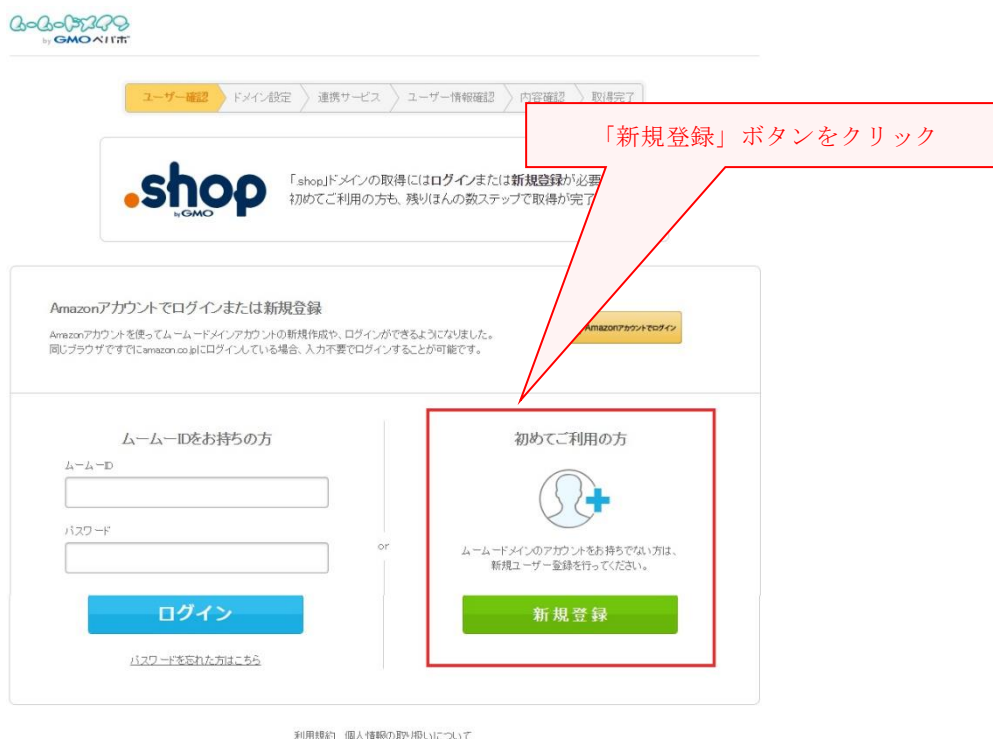 ムームードメイン
by GMOペパボ
ユーザー確認 ドメイン設定 連携サービス ユーザー情報確認 内容確認 取得完了
「新規登録」ボタンをクリック
.shop
by GMO
「.shop」ドメインの取得にはログインまたは新規登録が必要
初めてご利用の方も、残りほんの数ステップで取得が完了
Amazonアカウントでログインまたは新規登録
Amazonアカウントを使ってムームードメインアカウントの新規作成や、ログインができるようになりました。
同じブラウザですでにamazon.co.jpにログインしている場合、入力不要でログインすることが可能です。
Amazonアカウントでログイン
ムームーIDをお持ちの方
ムームーID
パスワード
ログイン
パスワードを忘れた方はこちら
or
初めてご利用の方
ムームードメインのアカウントをお持ちでない方は、
新規ユーザー登録を行ってください。
新規登録
利用規約 個人情報の取り扱いについて